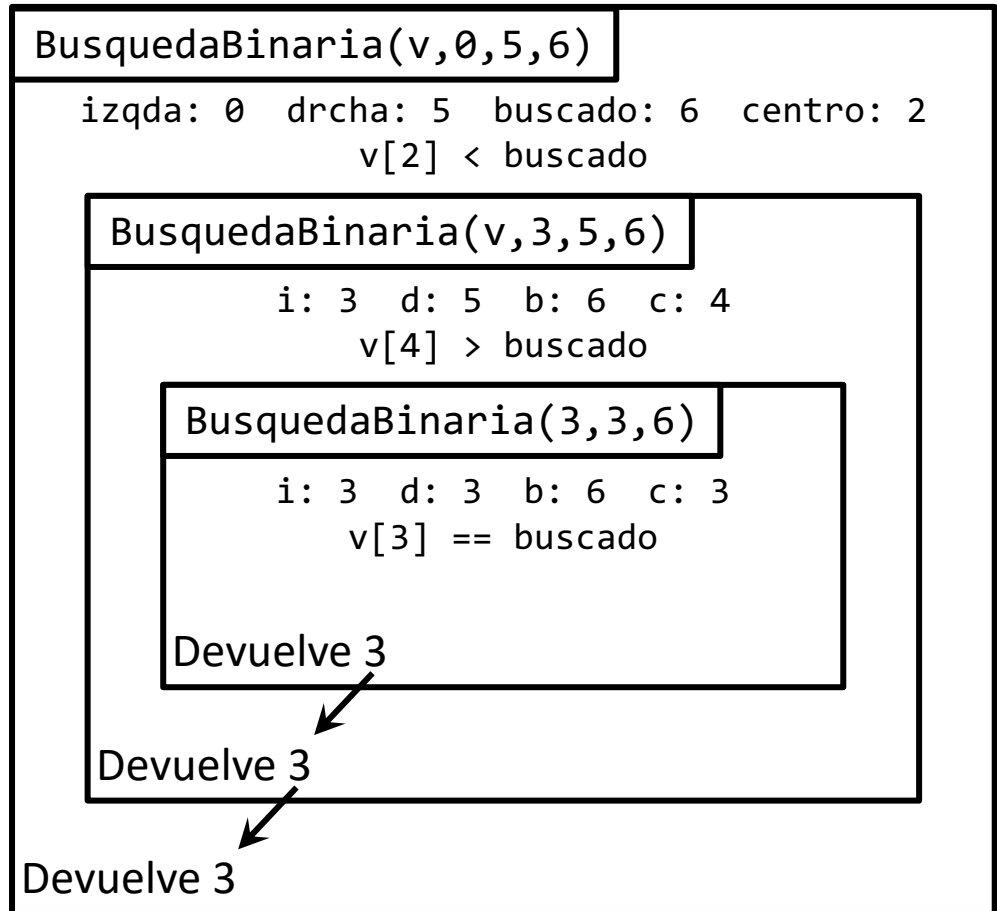 BusquedaBinaria(v,0,5,6)
izqda: 0 drcha: 5 buscado: 6 centro: 2
v[2] < buscado
BusquedaBinaria(v,3,5,6)
i: 3 d: 5 b: 6 c: 4
v[4] > buscado
BusquedaBinaria(3,3,6)
i: 3 d: 3 b: 6 c: 3
v[3] == buscado
Devuelve 3
Devuelve 3
Devuelve 3